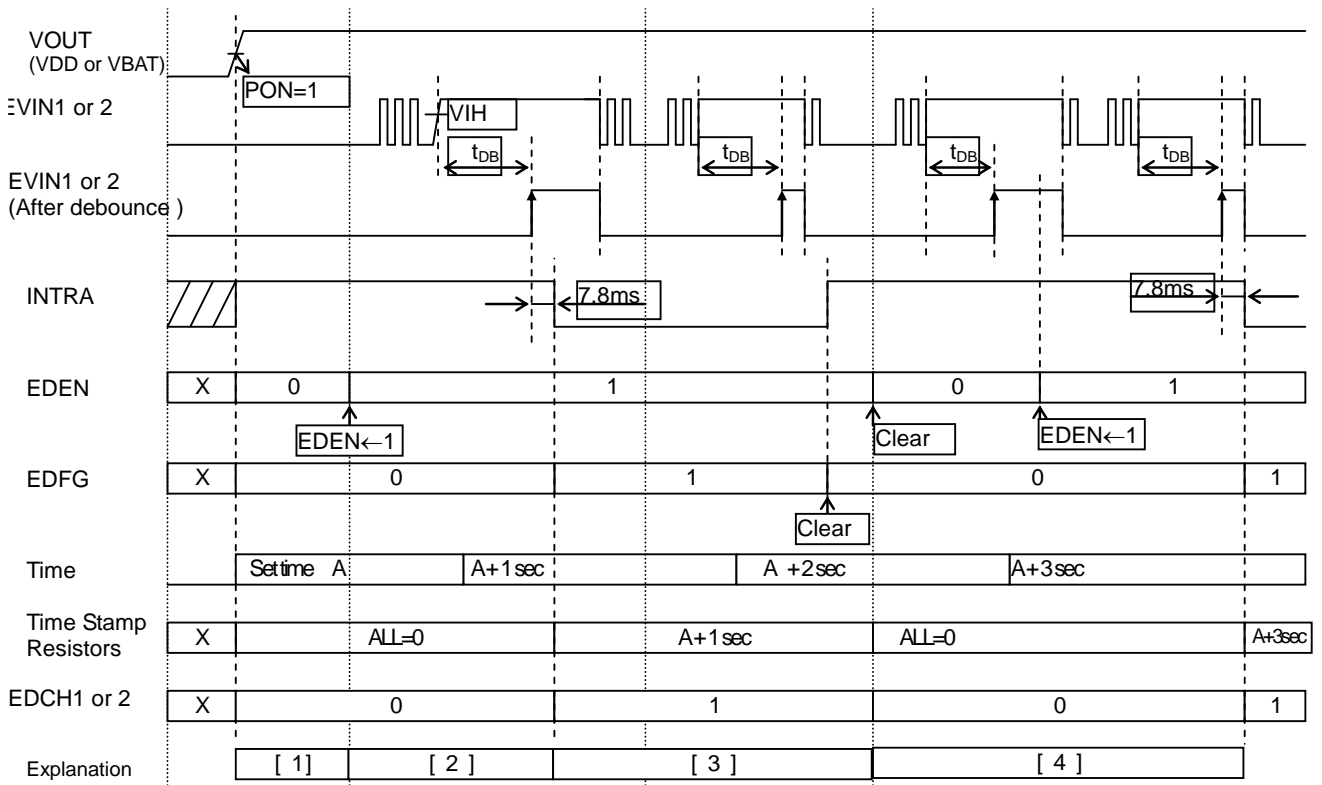 VOUT
(VDD or VBAT)
PON=1
EVIN1 or 2
VIH
tDB tDB tDB tDB
EVIN1 or 2
(After debounce )
INTRA
7.8ms 7.8ms
EDEN X 0 1 0 1
EDEN←1 Clear EDEN←1
EDFG X 0 1 0 1
Clear
Time Settime A A+1sec A +2sec A+3sec
Time Stamp
Resistors X ALL=0 A+1sec ALL=0 A+3sec
EDCH1 or 2 X 0 1 0 1
Explanation [ 1] [ 2 ] [ 3 ] [ 4 ]